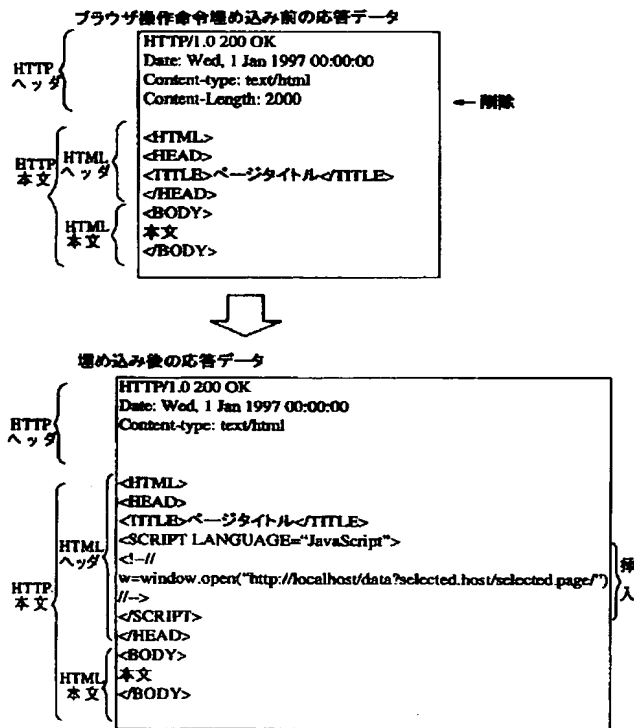 ブラウザ操作命令埋め込み前の応答データ
HTTP
ヘッダ
HTTP/1.0 200 OK
Date: Wed, 1 Jan 1997 00:00:00
Content-type: text/html
Content-Length: 2000
← 削除
HTTP
本文
HTML
ヘッダ
<HTML>
<HEAD>
<TITLE>ページタイトル</TITLE>
</HEAD>
HTML
本文
<BODY>
本文
</BODY>
埋め込み後の応答データ
HTTP
ヘッダ
HTTP/1.0 200 OK
Date: Wed, 1 Jan 1997 00:00:00
Content-type: text/html
HTTP
本文
HTML
ヘッダ
<HTML>
<HEAD>
<TITLE>ページタイトル</TITLE>
<SCRIPT LANGUAGE="JavaScript">
<!--//
w=window.open("http://localhost/data?selected.host/selected.page/")
//-->
</SCRIPT>
</HEAD>
挿入
HTML
本文
<BODY>
本文
</BODY>